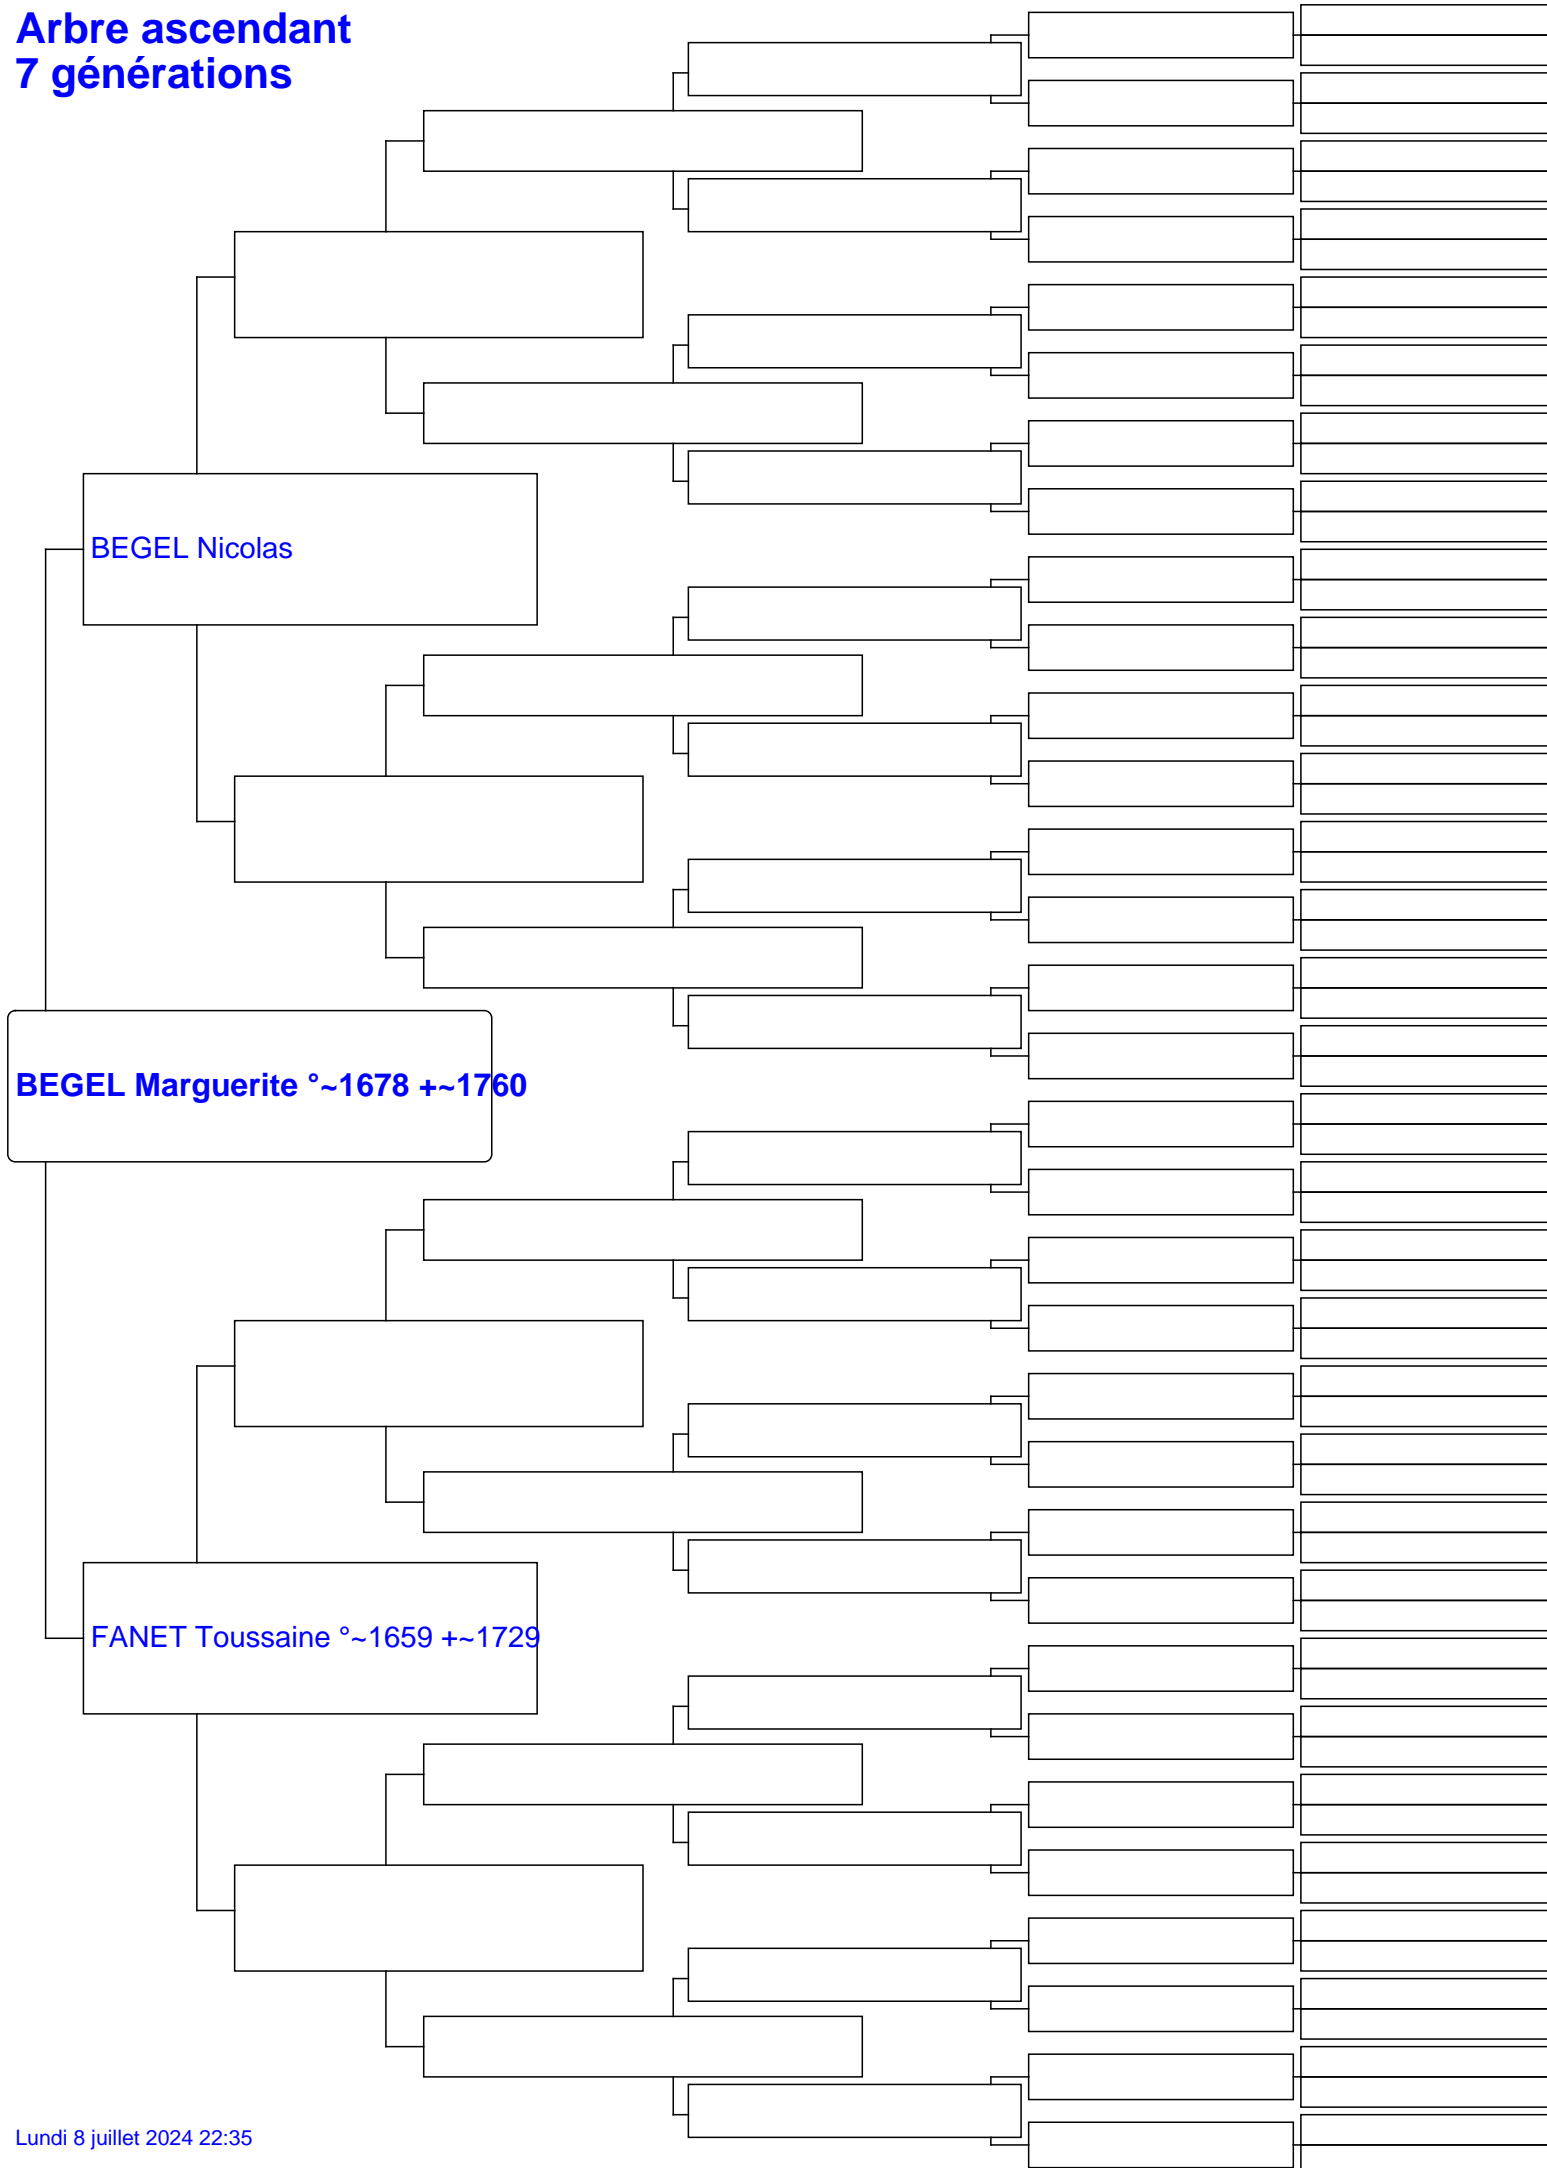 Arbre ascendant
7 générations
BEGEL Nicolas
BEGEL Marguerite °~1678 +~1760
FANET Toussaine °~1659 +~1729
Lundi 8 juillet 2024 22:35